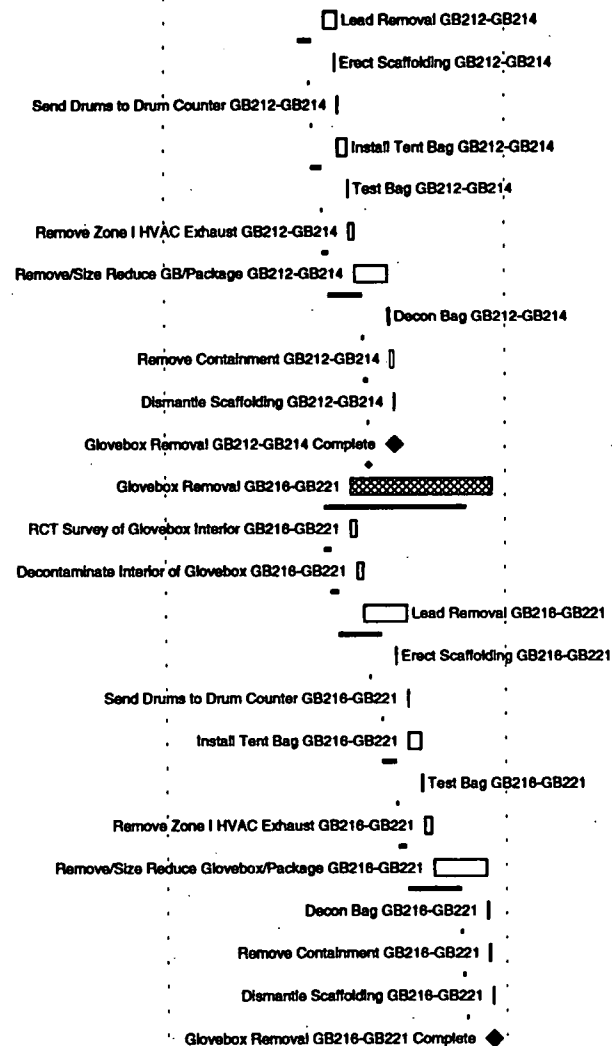 Lead Removal GB212-GB214
Erect Scaffolding GB212-GB214
Send Drums to Drum Counter GB212-GB214
Install Tent Bag GB212-GB214
Test Bag GB212-GB214
Remove Zone I HVAC Exhaust GB212-GB214
Remove/Size Reduce GB/Package GB212-GB214
Decon Bag GB212-GB214
Remove Containment GB212-GB214
Dismantle Scaffolding GB212-GB214
Glovebox Removal GB212-GB214 Complete
Glovebox Removal GB216-GB221
RCT Survey of Glovebox Interior GB216-GB221
Decontaminate Interior of Glovebox GB216-GB221
Lead Removal GB216-GB221
Erect Scaffolding GB216-GB221
Send Drums to Drum Counter GB216-GB221
Install Tent Bag GB216-GB221
Test Bag GB216-GB221
Remove Zone I HVAC Exhaust GB216-GB221
Remove/Size Reduce Glovebox/Package GB216-GB221
Decon Bag GB216-GB221
Remove Containment GB216-GB221
Dismantle Scaffolding GB216-GB221
Glovebox Removal GB216-GB221 Complete